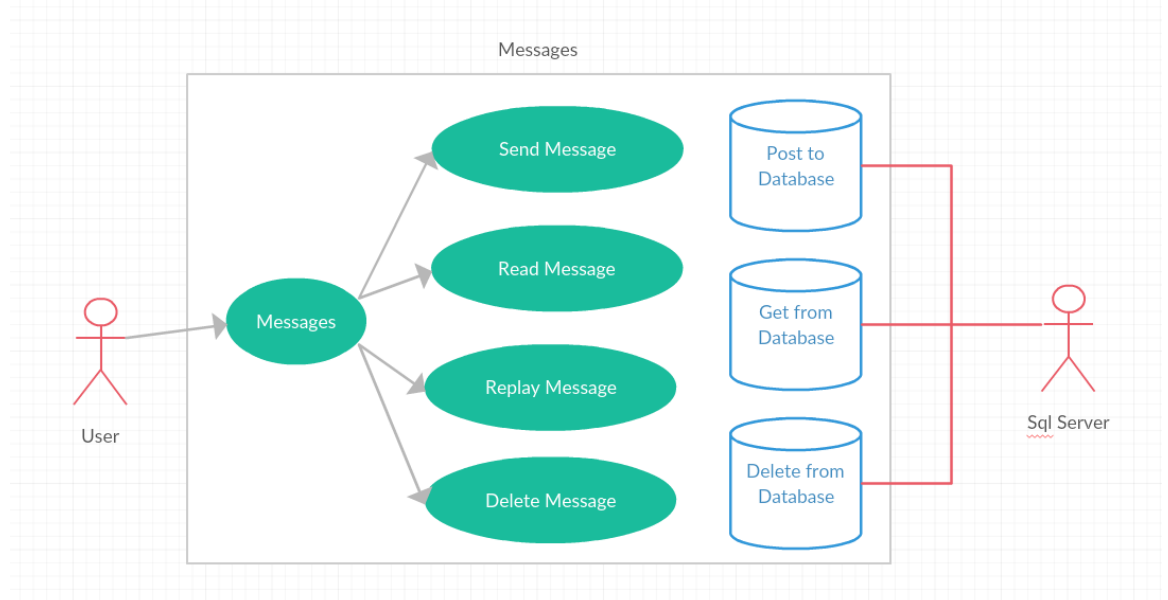 Messages
Send Message
Read Message
Messages
Replay Message
Delete Message
Post to
Database
Get from
Database
Delete from
Database
User
Sql Server